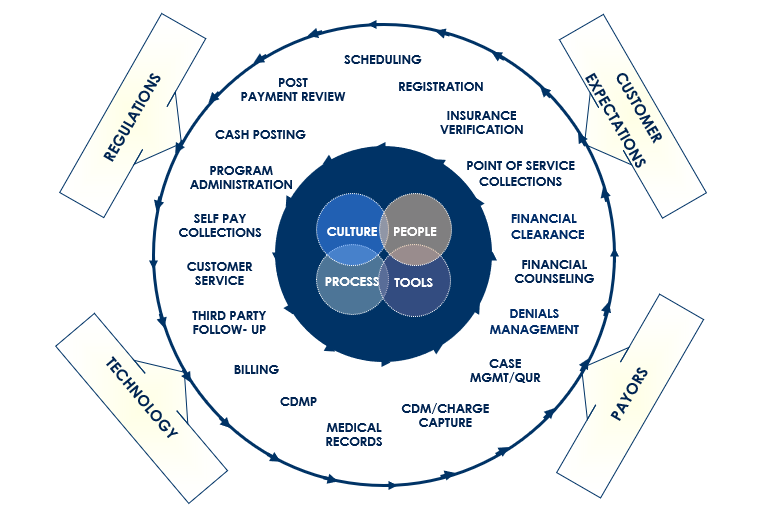 SCHEDULING
REGISTRATION
INSURANCE
VERIFICATION
POINT OF SERVICE
COLLECTIONS
FINANCIAL
CLEARANCE
FINANCIAL
COUNSELING
DENIALS
MANAGEMENT
CASE
MGMT/QUR
CDM/CHARGE
CAPTURE
MEDICAL
RECORDS
CDMP
BILLING
THIRD PARTY
FOLLOW- UP
CUSTOMER
SERVICE
SELF PAY
COLLECTIONS
PROGRAM
ADMINISTRATION
CASH POSTING
POST
PAYMENT REVIEW
CULTURE
PEOPLE
PROCESS
TOOLS
REGULATIONS
CUSTOMER
EXPECTATIONS
TECHNOLOGY
PAYORS